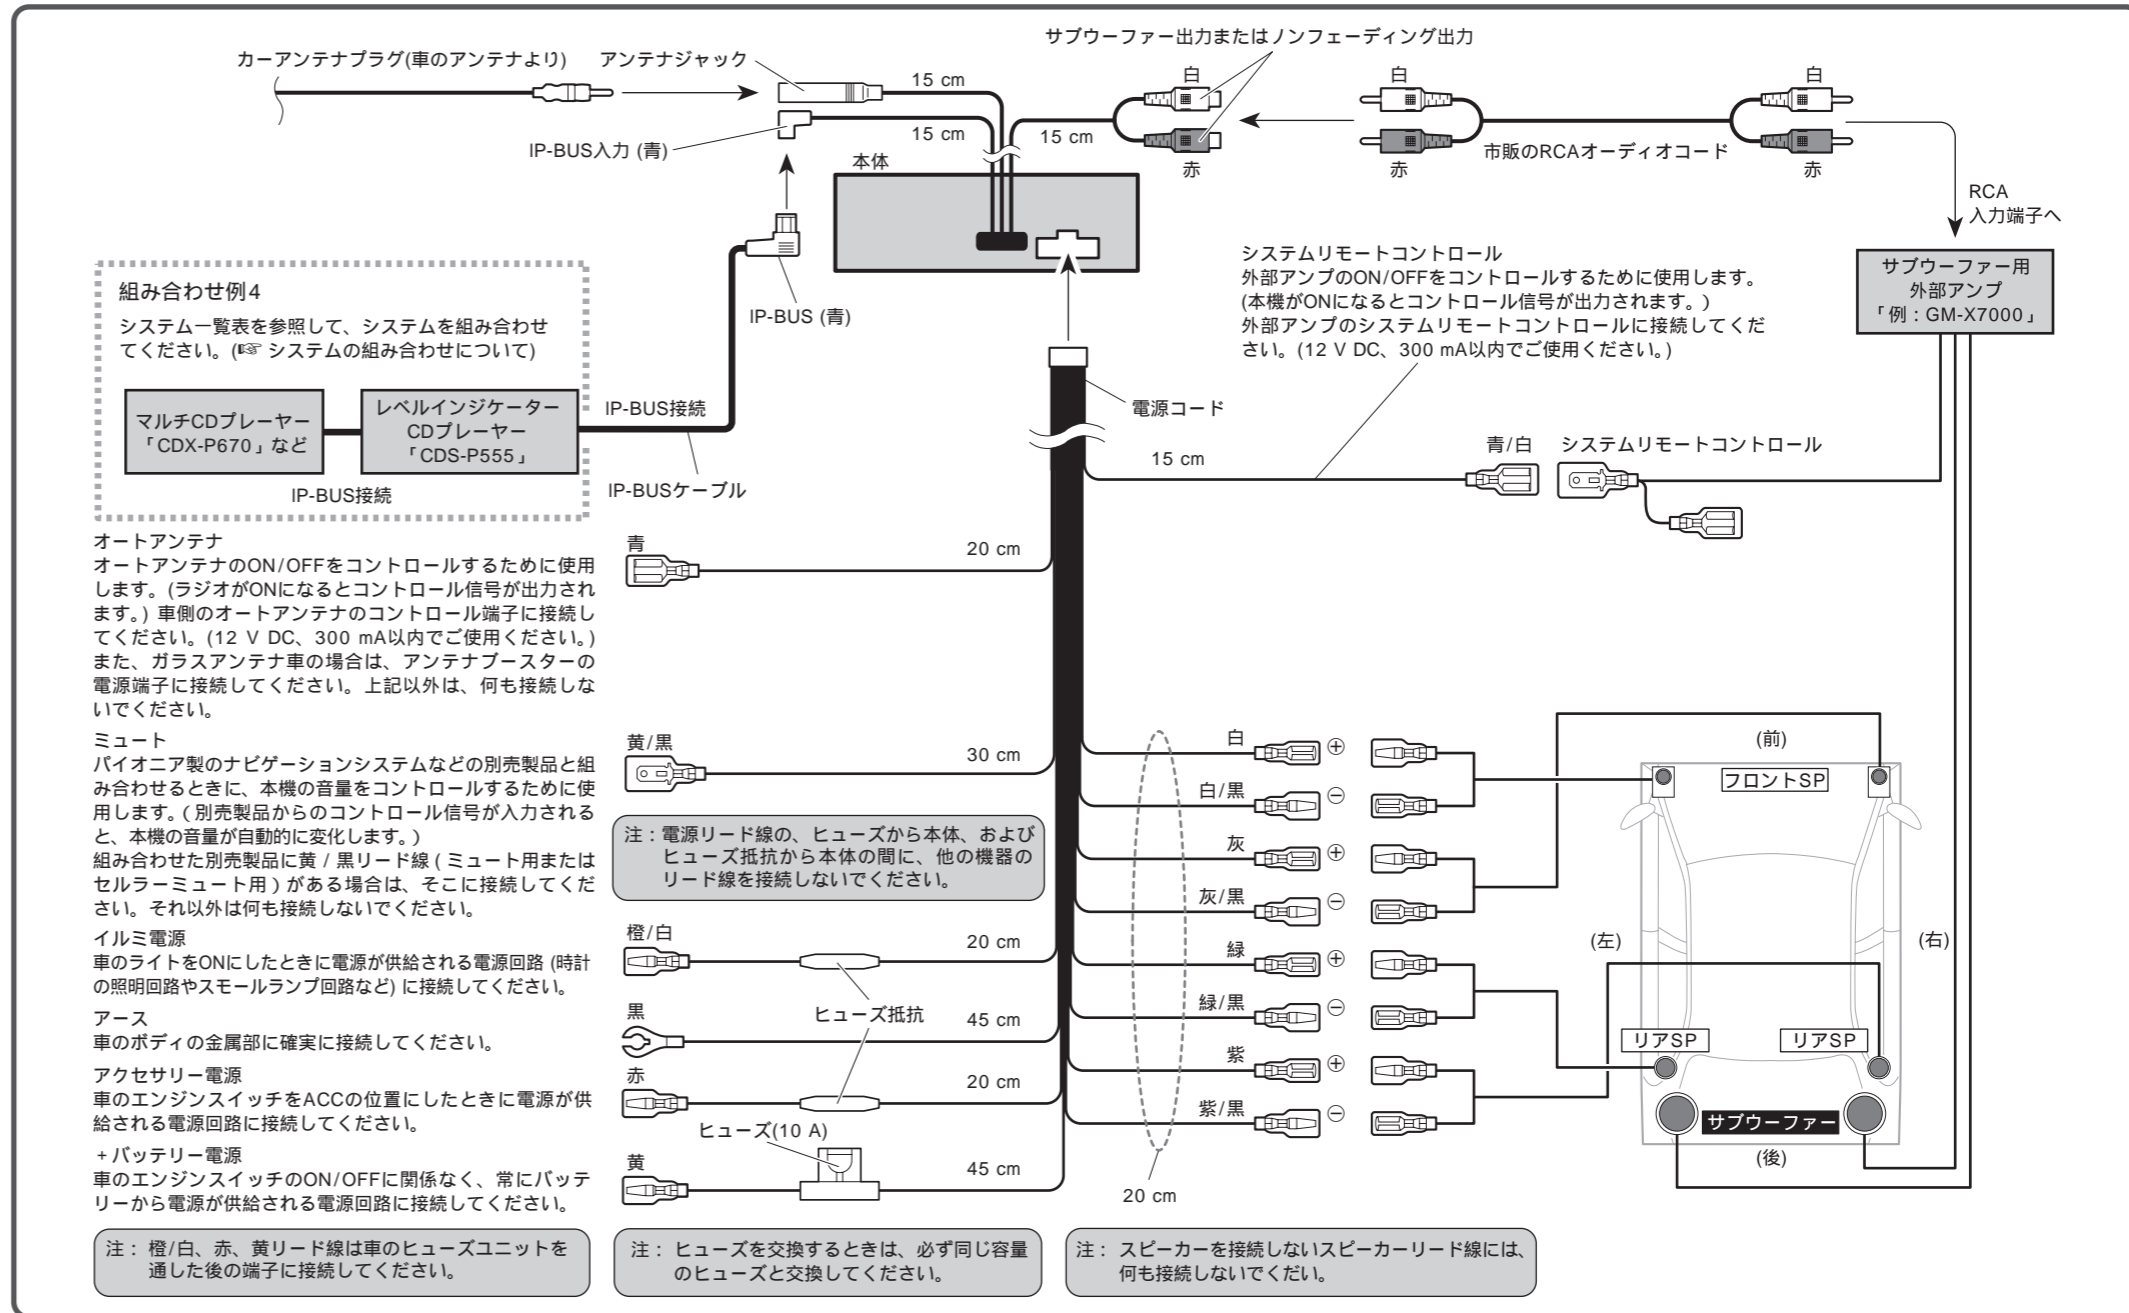 カーアンテナプラグ(車のアンテナより)
アンテナジャック
15 cm
サブウーファー出力またはノンフェーディング出力
白
白
白
IP-BUS入力 (青)
15 cm
15 cm
赤
赤
市販のRCAオーディオコード
赤
本体
RCA
入力端子へ
サブウーファー用
外部アンプ
「例：GM-X7000」
システムリモートコントロール
外部アンプのON/OFFをコントロールするために使用します。
(本機がONになるとコントロール信号が出力されます。)
外部アンプのシステムリモートコントロールに接続してくだ
さい。(12 V DC、300 mA以内でご使用ください。)
IP-BUS (青)
組み合わせ例4
システム一覧表を参照して、システムを組み合わせ
てください。(☞ システムの組み合わせについて)
マルチCDプレーヤー
「CDX-P670」など
レベルインジケーター
CDプレーヤー
「CDS-P555」
IP-BUS接続
IP-BUS接続
IP-BUSケーブル
電源コード
15 cm
青/白
システムリモートコントロール
オートアンテナ
オートアンテナのON/OFFをコントロールするために使用
します。(ラジオがONになるとコントロール信号が出力され
ます。) 車側のオートアンテナのコントロール端子に接続し
てください。(12 V DC、300 mA以内でご使用ください。)
また、ガラスアンテナ車の場合は、アンテナブースターの
電源端子に接続してください。上記以外は、何も接続しな
いでください。
青
20 cm
ミュート
パイオニア製のナビゲーションシステムなどの別売製品と組
み合わせるときに、本機の音量をコントロールするために使
用します。(別売製品からのコントロール信号が入力される
と、本機の音量が自動的に変化します。)
組み合わせた別売製品に黄 / 黒リード線 ( ミュート用または
セルラーミュート用 ) がある場合は、そこに接続してくだ
さい。それ以外は何も接続しないでください。
黄/黒
30 cm
注：電源リード線の、ヒューズから本体、および
ヒューズ抵抗から本体の間に、他の機器の
リード線を接続しないでください。
イルミ電源
車のライトをONにしたときに電源が供給される電源回路 (時計
の照明回路やスモールランプ回路など) に接続してください。
橙/白
20 cm
ヒューズ抵抗
アース
車のボディの金属部に確実に接続してください。
黒
45 cm
アクセサリー電源
車のエンジンスイッチをACCの位置にしたときに電源が供
給される電源回路に接続してください。
赤
20 cm
ヒューズ(10 A)
+ バッテリー電源
車のエンジンスイッチのON/OFFに関係なく、常にバッテ
リーから電源が供給される電源回路に接続してください。
黄
45 cm
白 ⊕
白/黒 ⊖
灰 ⊕
灰/黒 ⊖
緑 ⊕
緑/黒 ⊖
紫 ⊕
紫/黒 ⊖
20 cm
(前)
フロントSP
(左)
(右)
リアSP
リアSP
サブウーファー
(後)
注： 橙/白、赤、黄リード線は車のヒューズユニットを
通した後の端子に接続してください。
注： ヒューズを交換するときは、必ず同じ容量
のヒューズと交換してください。
注： スピーカーを接続しないスピーカーリード線には、
何も接続しないでくだい。